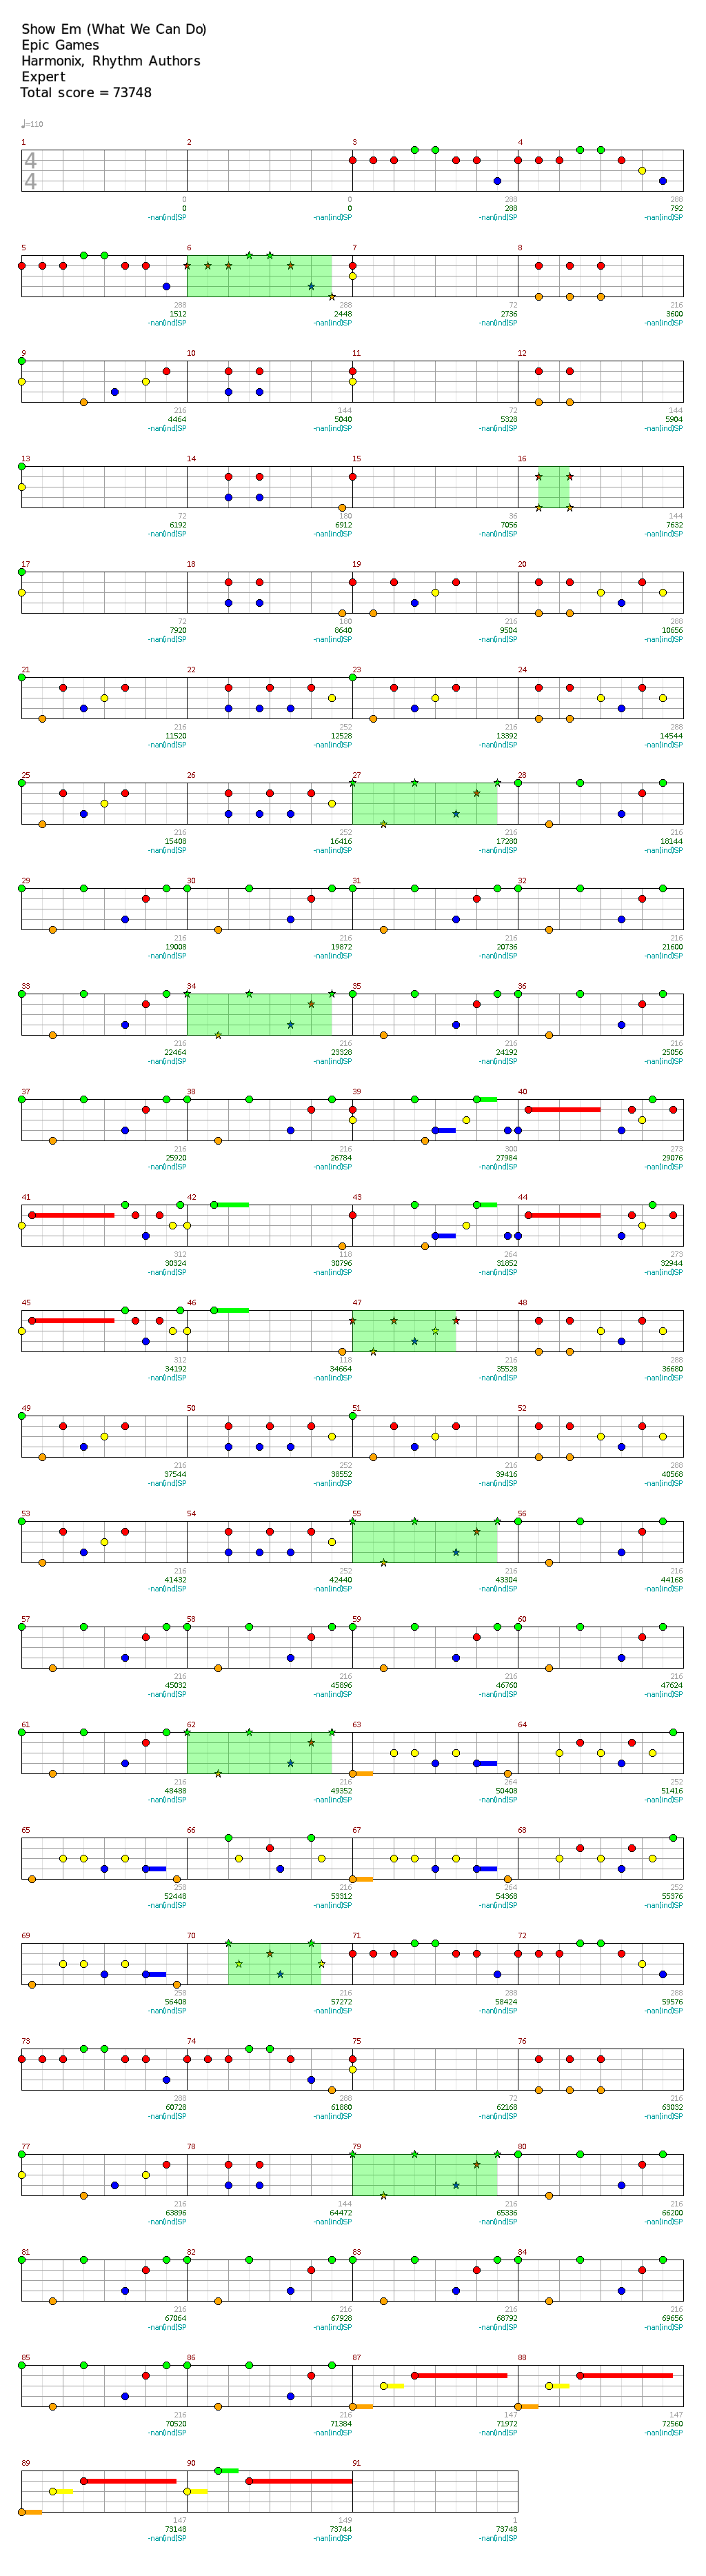 Show Em (What We Can Do)
Epic Games
Harmonix, Rhythm Authors
Expert
Total score = 73748
♩=110
1 2 3 4
4
4
0 0 288 288
0 0 288 792
-nan(ind)SP -nan(ind)SP -nan(ind)SP -nan(ind)SP
5 6 7 8
288 288 72 216
1512 2448 2736 3600
-nan(ind)SP -nan(ind)SP -nan(ind)SP -nan(ind)SP
9 10 11 12
216 144 72 144
4464 5040 5328 5904
-nan(ind)SP -nan(ind)SP -nan(ind)SP -nan(ind)SP
13 14 15 16
72 180 36 144
6192 6912 7056 7632
-nan(ind)SP -nan(ind)SP -nan(ind)SP -nan(ind)SP
17 18 19 20
72 180 216 288
7920 8640 9504 10656
-nan(ind)SP -nan(ind)SP -nan(ind)SP -nan(ind)SP
21 22 23 24
216 252 216 288
11520 12528 13392 14544
-nan(ind)SP -nan(ind)SP -nan(ind)SP -nan(ind)SP
25 26 27 28
216 252 216 216
15408 16416 17280 18144
-nan(ind)SP -nan(ind)SP -nan(ind)SP -nan(ind)SP
29 30 31 32
216 216 216 216
19008 19872 20736 21600
-nan(ind)SP -nan(ind)SP -nan(ind)SP -nan(ind)SP
33 34 35 36
216 216 216 216
22464 23328 24192 25056
-nan(ind)SP -nan(ind)SP -nan(ind)SP -nan(ind)SP
37 38 39 40
216 216 300 273
25920 26784 27984 29076
-nan(ind)SP -nan(ind)SP -nan(ind)SP -nan(ind)SP
41 42 43 44
312 118 264 273
30324 30796 31852 32944
-nan(ind)SP -nan(ind)SP -nan(ind)SP -nan(ind)SP
45 46 47 48
312 118 216 288
34192 34664 35528 36680
-nan(ind)SP -nan(ind)SP -nan(ind)SP -nan(ind)SP
49 50 51 52
216 252 216 288
37544 38552 39416 40568
-nan(ind)SP -nan(ind)SP -nan(ind)SP -nan(ind)SP
53 54 55 56
216 252 216 216
41432 42440 43304 44168
-nan(ind)SP -nan(ind)SP -nan(ind)SP -nan(ind)SP
57 58 59 60
216 216 216 216
45032 45896 46760 47624
-nan(ind)SP -nan(ind)SP -nan(ind)SP -nan(ind)SP
61 62 63 64
216 216 264 252
48488 49352 50408 51416
-nan(ind)SP -nan(ind)SP -nan(ind)SP -nan(ind)SP
65 66 67 68
258 216 264 252
52448 53312 54368 55376
-nan(ind)SP -nan(ind)SP -nan(ind)SP -nan(ind)SP
69 70 71 72
258 216 288 288
56408 57272 58424 59576
-nan(ind)SP -nan(ind)SP -nan(ind)SP -nan(ind)SP
73 74 75 76
288 288 72 216
60728 61880 62168 63032
-nan(ind)SP -nan(ind)SP -nan(ind)SP -nan(ind)SP
77 78 79 80
216 144 216 216
63896 64472 65336 66200
-nan(ind)SP -nan(ind)SP -nan(ind)SP -nan(ind)SP
81 82 83 84
216 216 216 216
67064 67928 68792 69656
-nan(ind)SP -nan(ind)SP -nan(ind)SP -nan(ind)SP
85 86 87 88
216 216 147 147
70520 71384 71972 72560
-nan(ind)SP -nan(ind)SP -nan(ind)SP -nan(ind)SP
89 90 91
147 149 1
73148 73744 73748
-nan(ind)SP -nan(ind)SP -nan(ind)SP